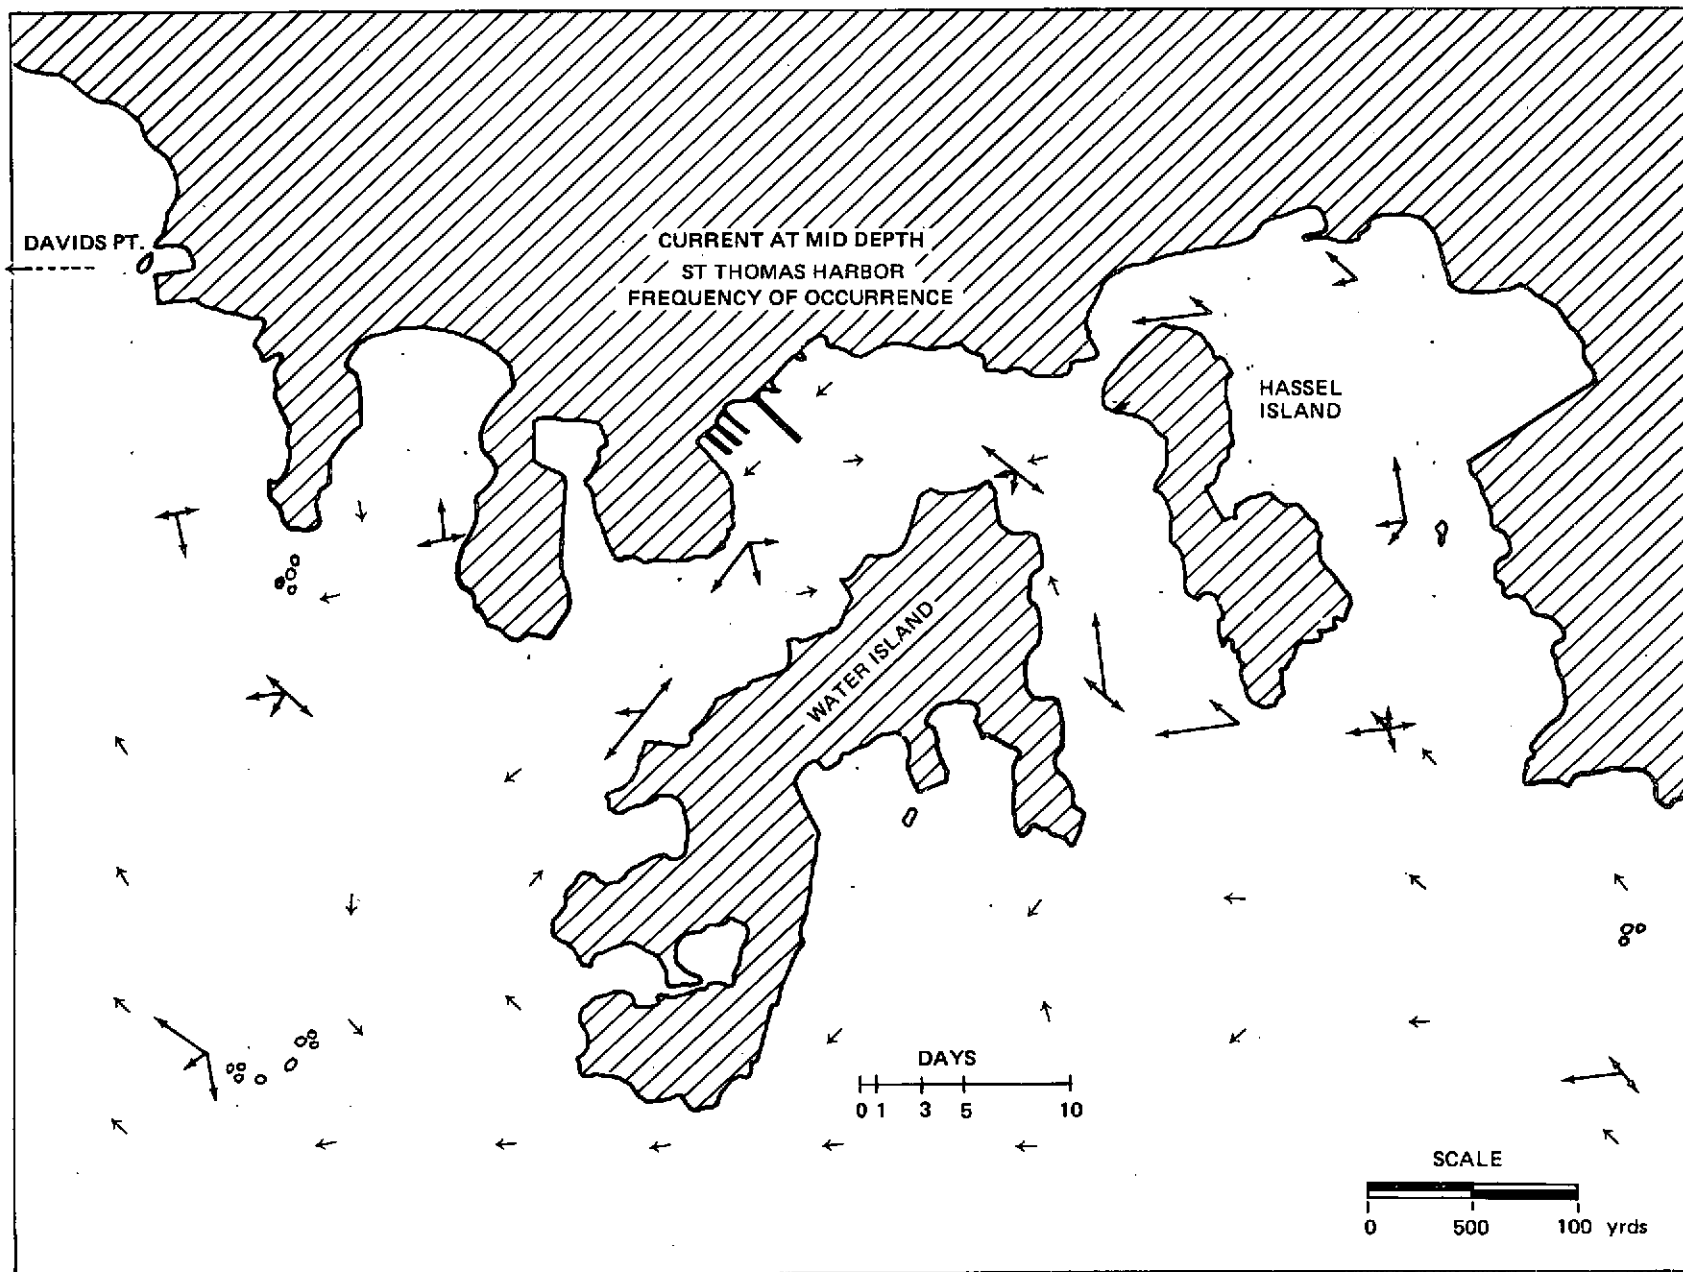 DAVIDS PT.
CURRENT AT MID DEPTH
ST THOMAS HARBOR
FREQUENCY OF OCCURRENCE
HASSEL
ISLAND
WATER ISLAND
DAYS
0 1 3 5 10
SCALE
0 500 100 yrds